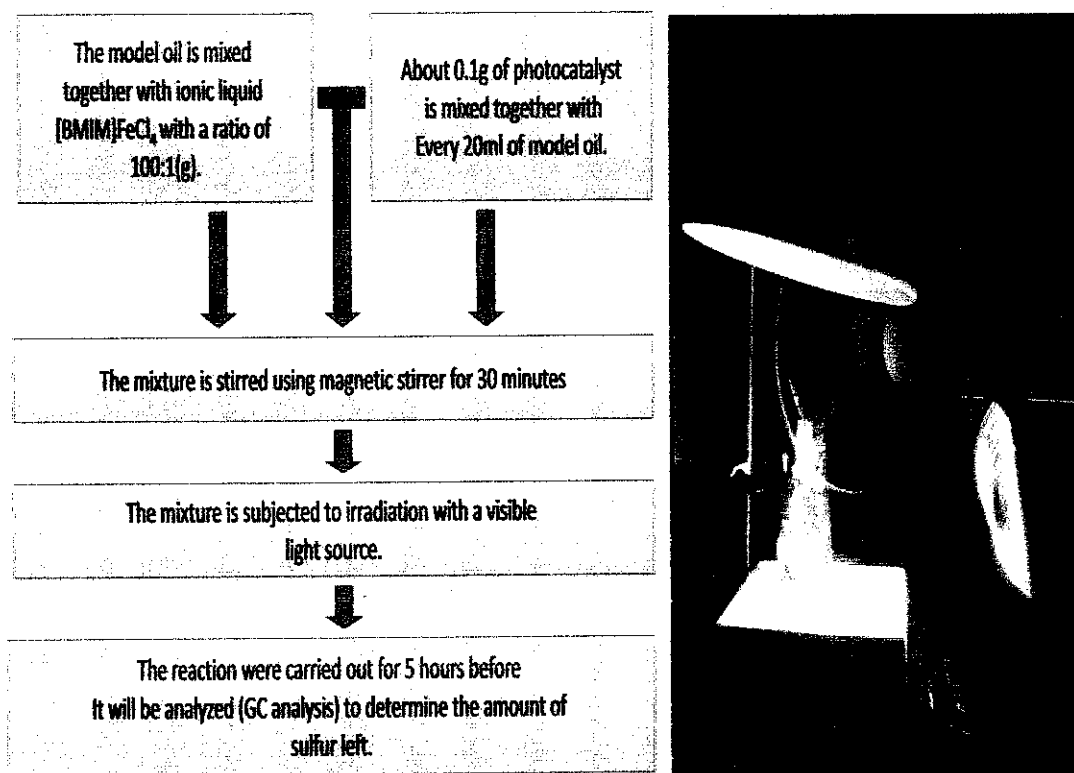 The model oil is mixed
together with ionic liquid
[BMIM]FeCl₄ with a ratio of
100:1(g).
About 0.1g of photocatalyst
is mixed together with
Every 20ml of model oil.
The mixture is stirred using magnetic stirrer for 30 minutes
The mixture is subjected to irradiation with a visible
light source.
The reaction were carried out for 5 hours before
It will be analyzed (GC analysis) to determine the amount of
sulfur left.